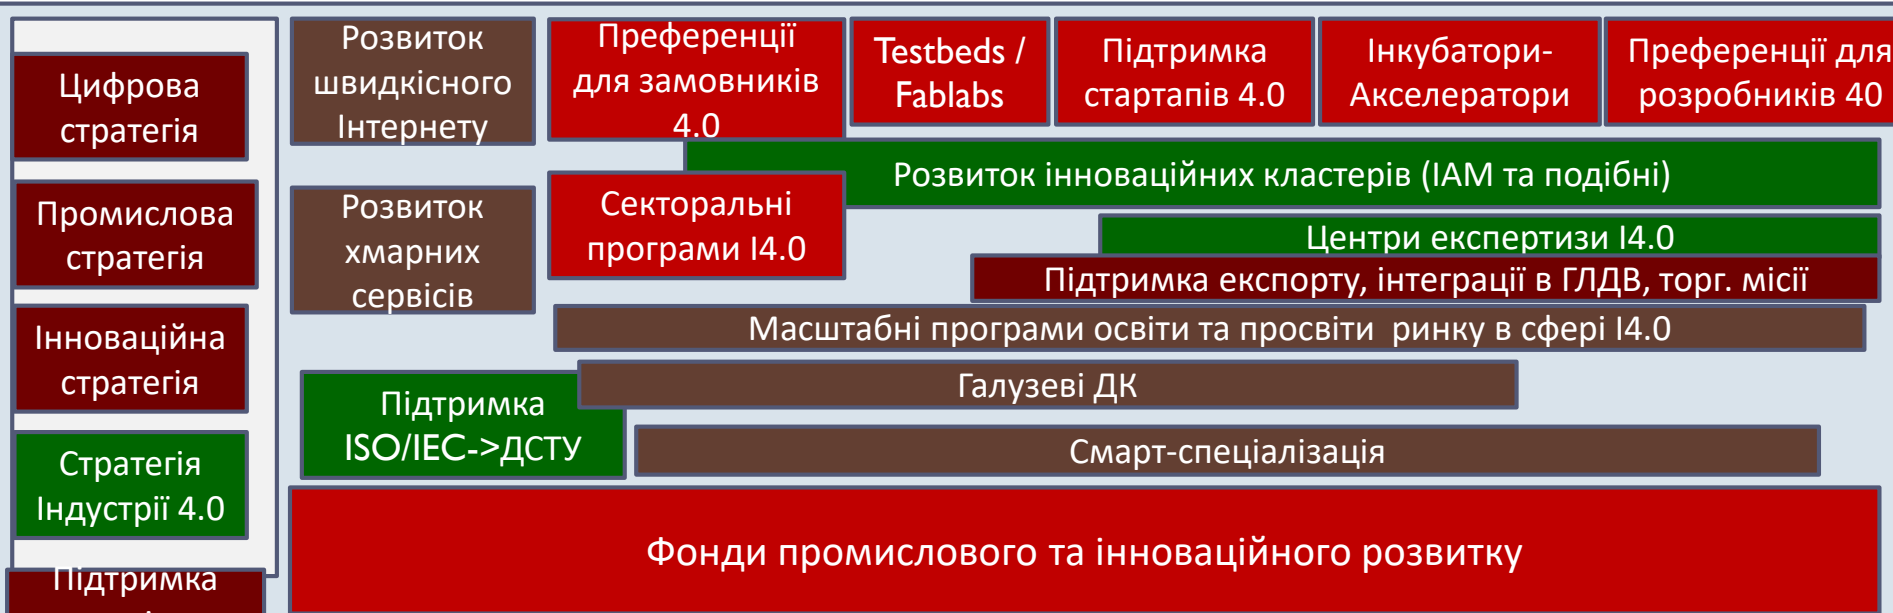 Цифрова
стратегія
Промислова
стратегія
Інноваційна
стратегія
Стратегія
Індустрії 4.0
Підтримка
Розвиток
швидкісного
Інтернету
Розвиток
хмарних
сервісів
Преференції
для замовників
4.0
Testbeds /
Fablabs
Підтримка
стартапів 4.0
Інкубатори-
Акселератори
Преференції для
розробників 40
Розвиток інноваційних кластерів (ІАМ та подібні)
Секторальні
програми І4.0
Центри експертизи І4.0
Підтримка експорту, інтеграції в ГЛДВ, торг. місії
Масштабні програми освіти та просвіти ринку в сфері І4.0
Галузеві ДК
Підтримка
ISO/IEC->ДСТУ
Смарт-спеціалізація
Фонди промислового та інноваційного розвитку